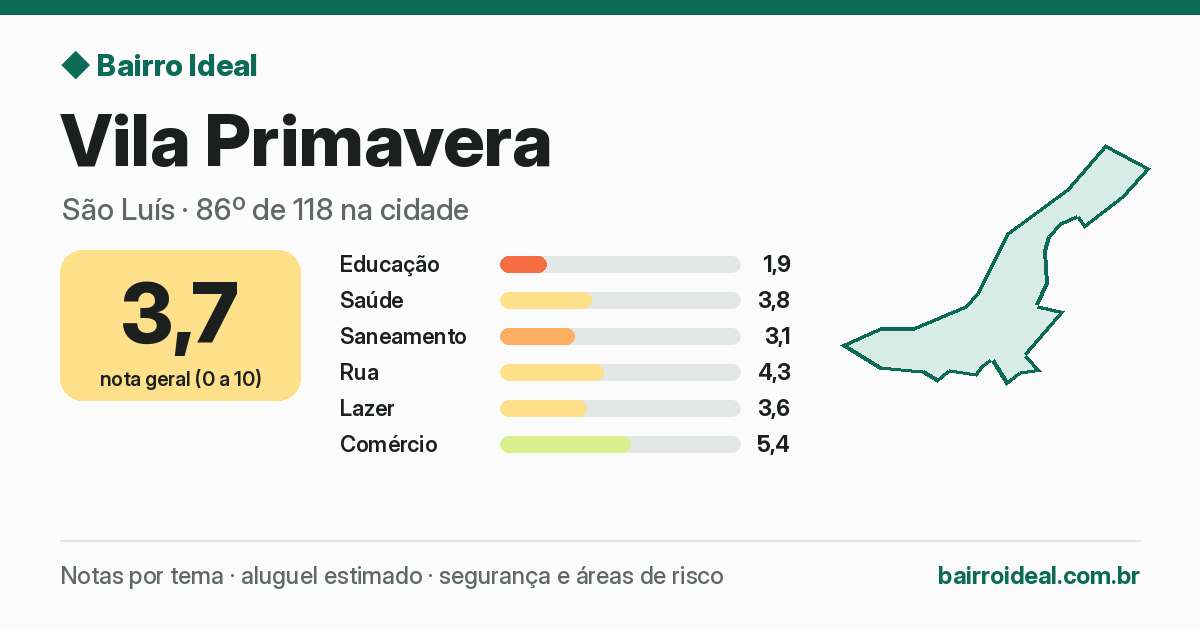 Bairro Ideal
Vila Primavera
São Luís · 86º de 118 na cidade
3,7
nota geral (0 a 10)
Educação 1,9
Saúde 3,8
Saneamento 3,1
Rua 4,3
Lazer 3,6
Comércio 5,4
Notas por tema · aluguel estimado · segurança e áreas de risco
bairroideal.com.br